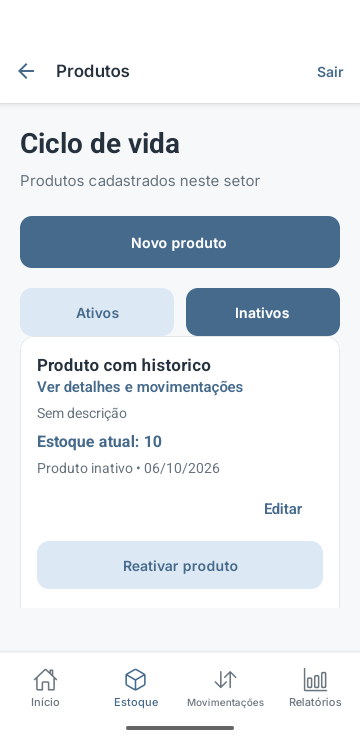 Produtos
Sair
Ciclo de vida
Produtos cadastrados neste setor
Novo produto
Ativos
Inativos
Produto com historico
Ver detalhes e movimentações
Sem descrição
Estoque atual: 10
Produto inativo • 06/10/2026
Editar
Reativar produto
Início
Estoque
Movimentações
Relatórios